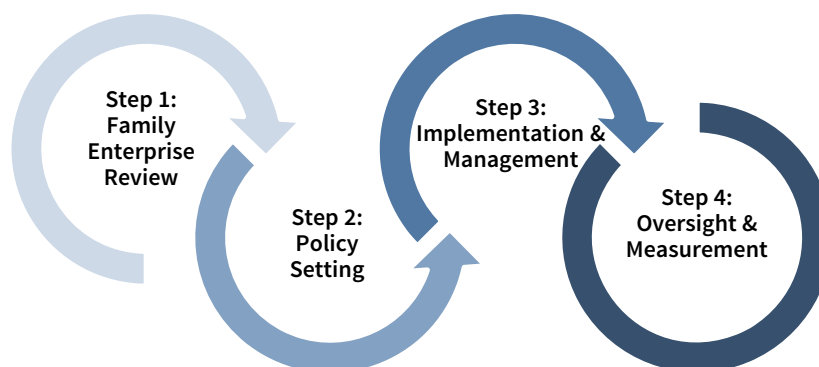 Step 1:
Family
Enterprise
Review
Step 2:
Policy
Setting
Step 3:
Implementation &
Management
Step 4:
Oversight &
Measurement